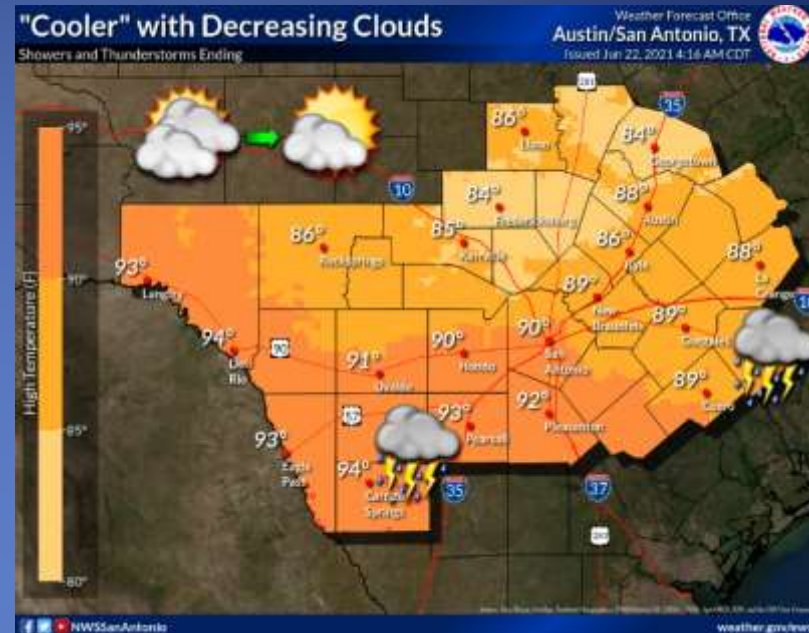 "Cooler" with Decreasing Clouds
Showers and Thunderstorms Ending
Weather Forecast Office
Austin/San Antonio, TX
Issued Jun 22, 2021 4:16 AM CDT
High Temperature (F)
95°
90°
85°
80°
281
35
10
86°
Llano
84°
Georgetown
84°
Fredericksburg
88°
Austin
86°
Rocksprings
85°
Kerrville
86°
Kyle
88°
La Grange
93°
Langtry
89°
New Braunfels
10
94°
Del Rio
90
91°
Uvalde
90°
Hondo
90°
San Antonio
89°
Gonzales
89°
Cuero
93°
Eagle Pass
57
94°
Carrizo Springs
93°
Pearsall
92°
Pleasanton
35
37
NWSSanAntonio